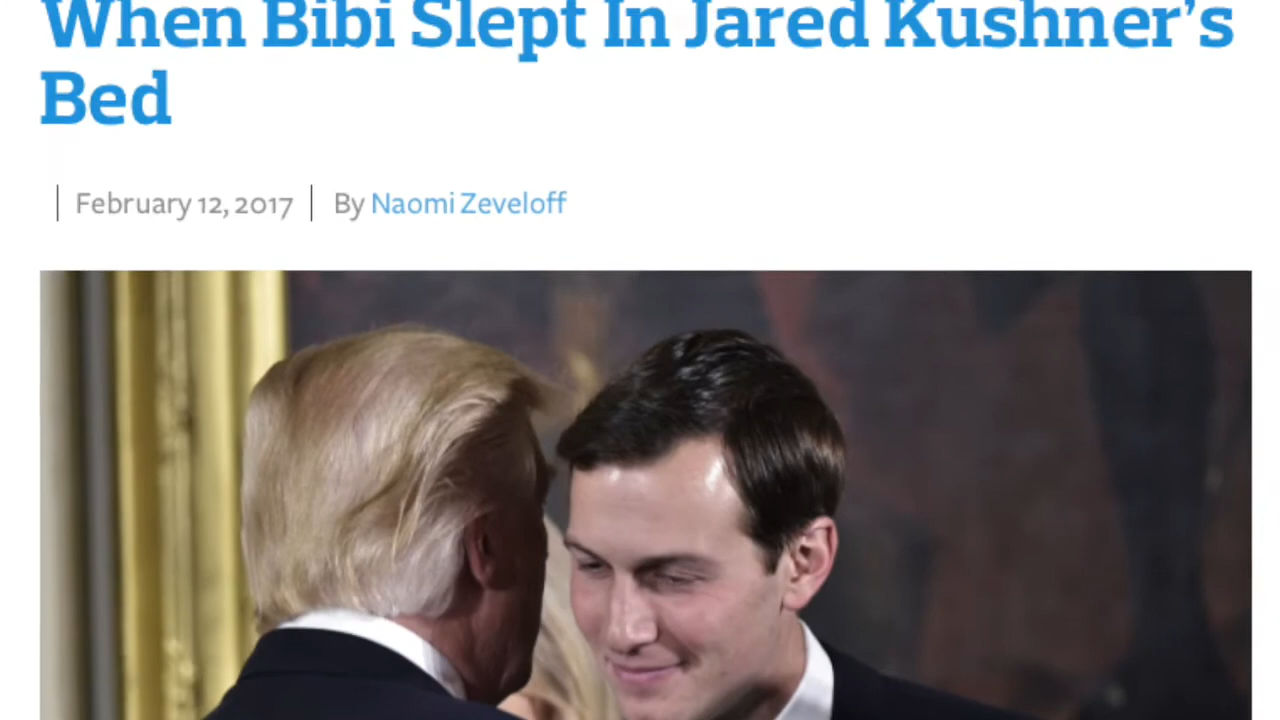 When Bibi Slept In Jared Kushner's
Bed
February 12, 2017 | By Naomi Zeveloff